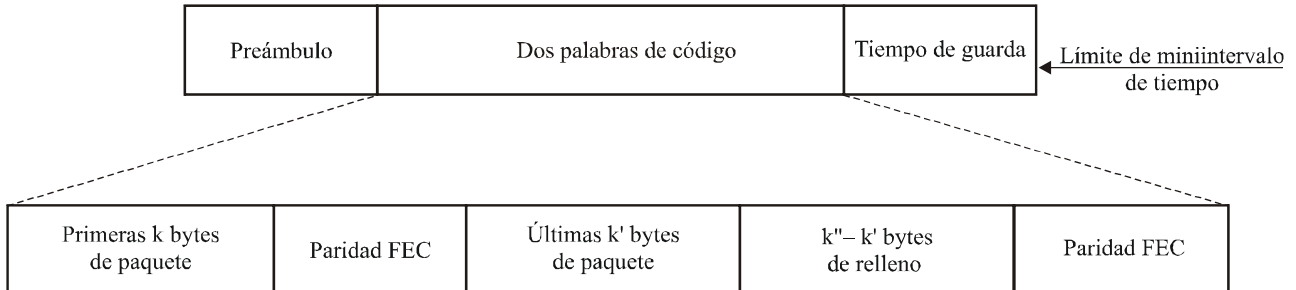 Preámbulo
Dos palabras de código
Tiempo de guarda
Límite de miniintervalo
de tiempo
Primeras k bytes
de paquete
Paridad FEC
Últimas k' bytes
de paquete
k"– k' bytes
de relleno
Paridad FEC